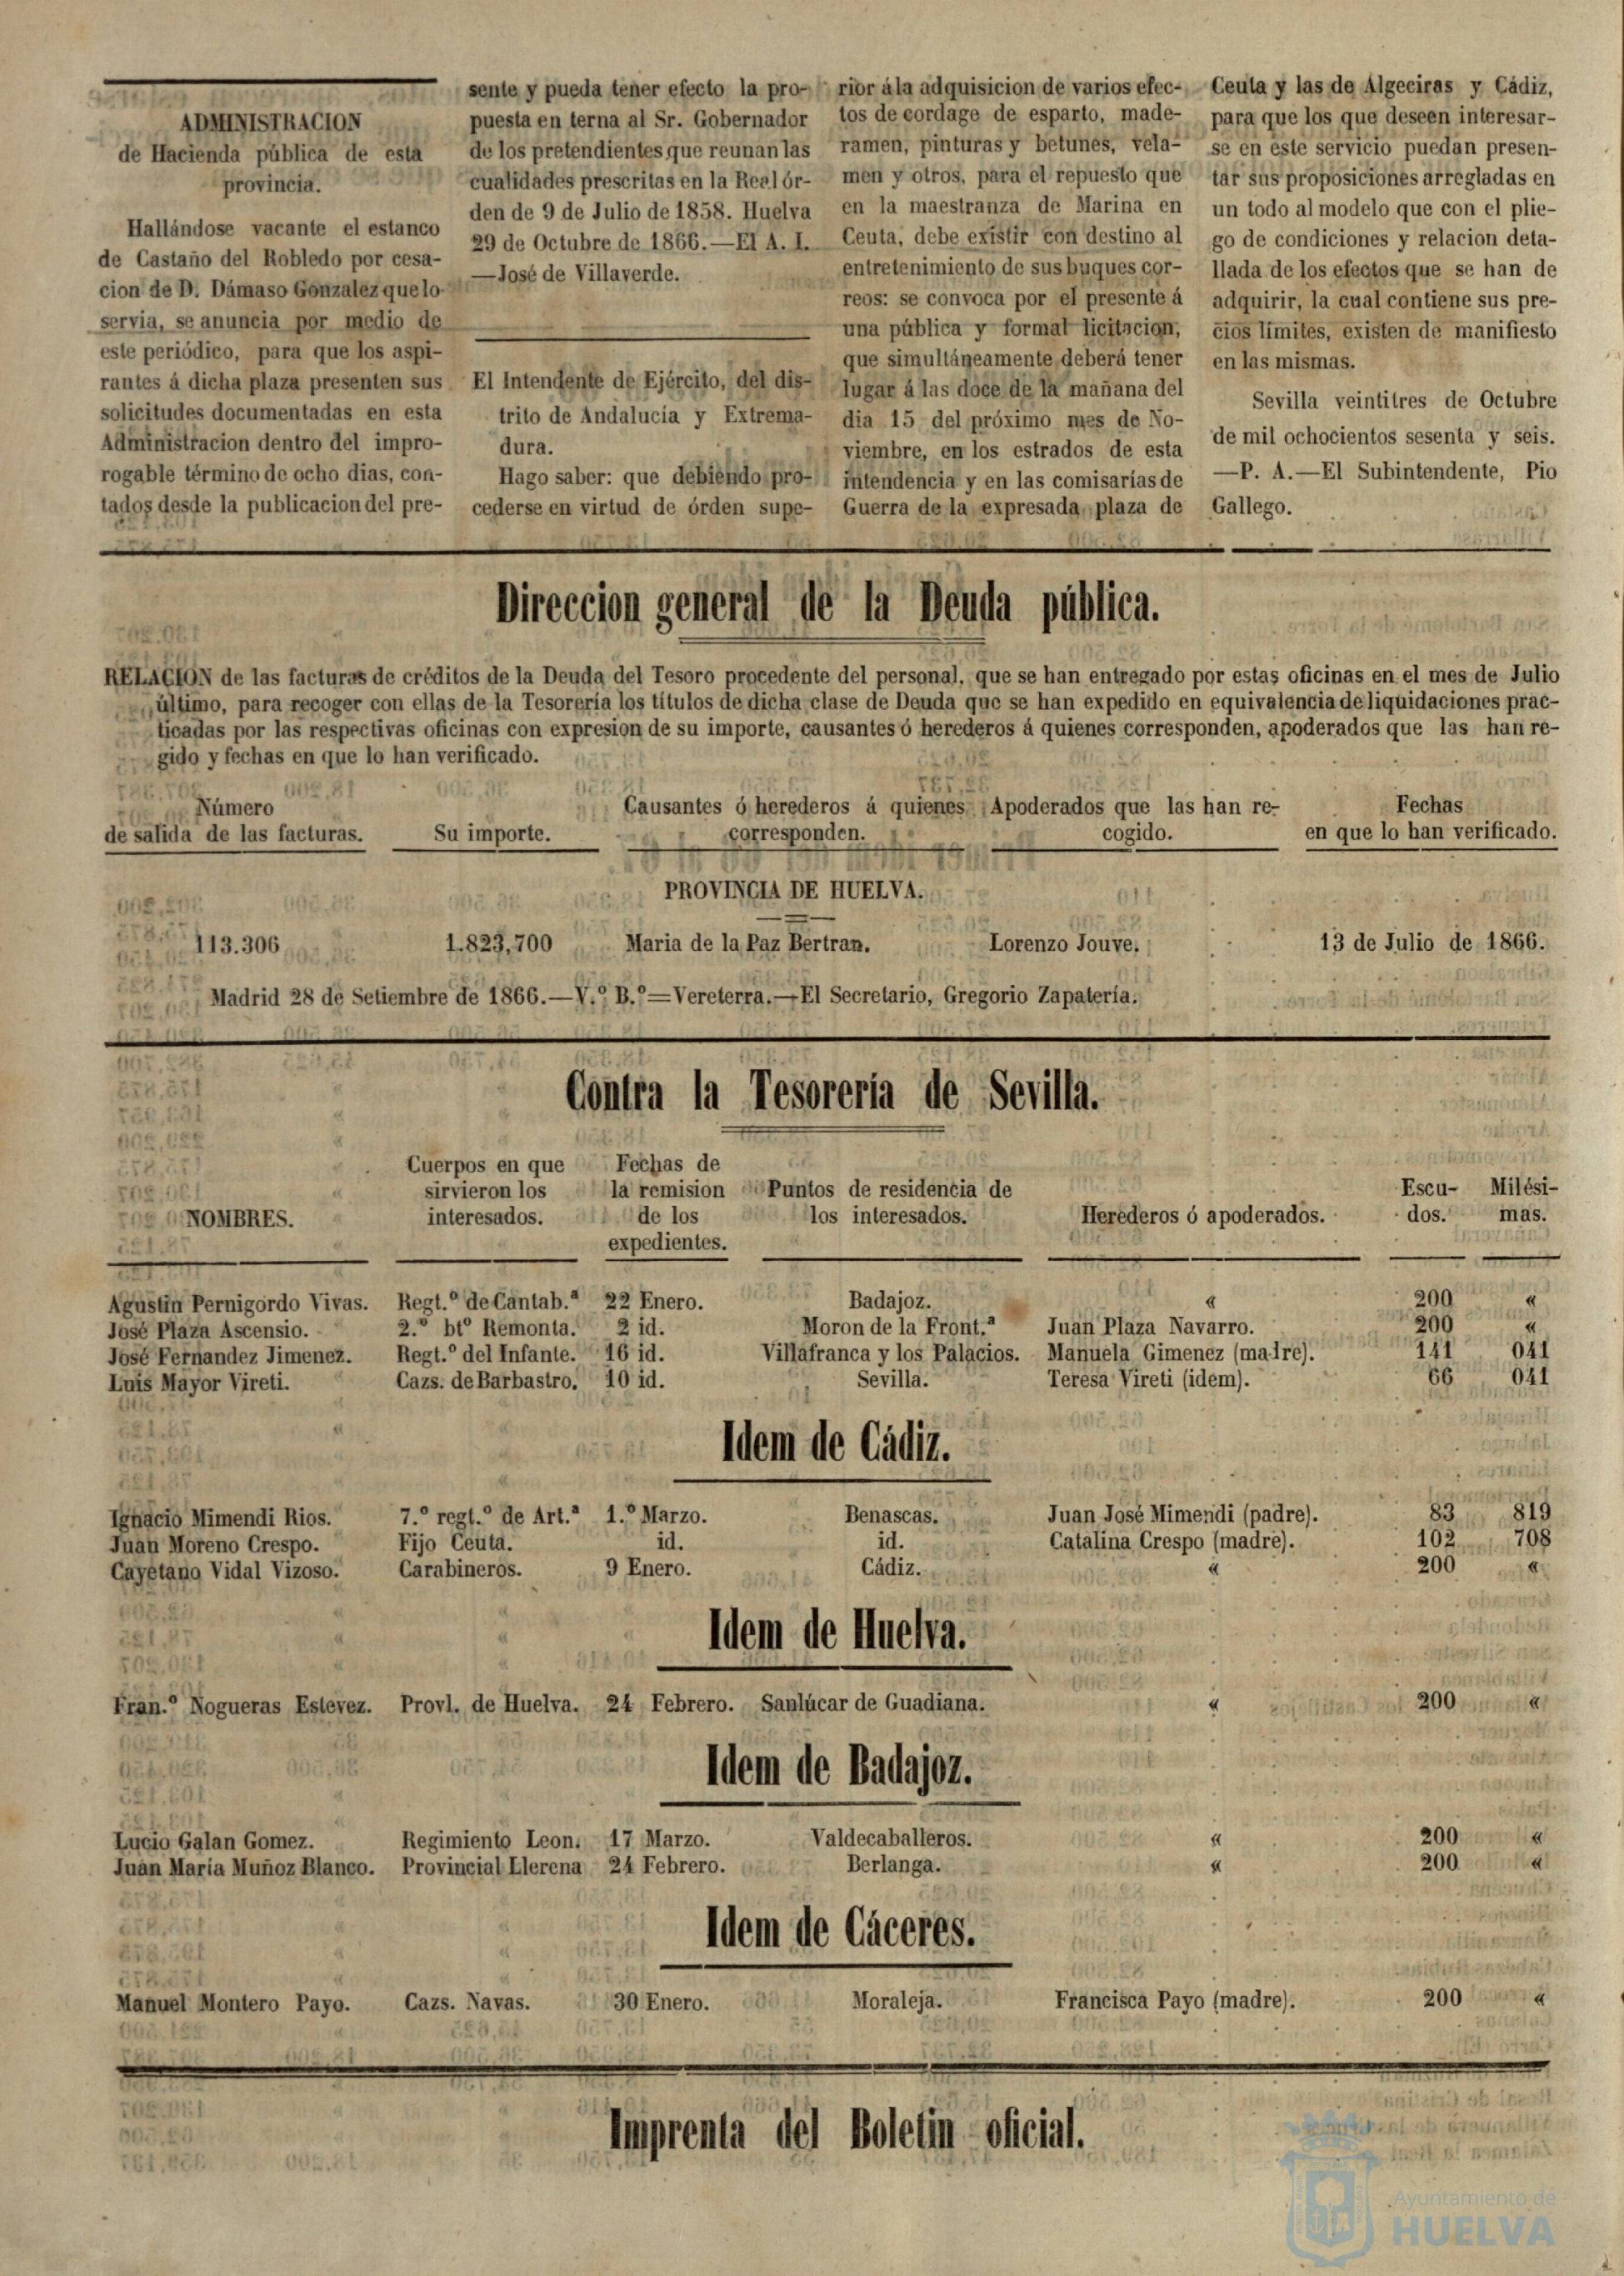 ADMINISTRACION
de Hacienda pública de esta
provincia.
Hallándose vacante el estanco
de Castaño del Robledo por cesa-
cion de D. Dámaso Gonzalez que lo
servia, se anuncia por medio de
este periódico, para que los aspi-
rantes á dicha plaza presenten sus
solicitudes documentadas en esta
Administracion dentro del impro-
rogable término de ocho dias, con-
tados desde la publicacion del pre-
sente y pueda tener efecto la pro-
puesta en terna al Sr. Gobernador
de los pretendientes que reunan las
cualidades prescritas en la Real ór-
den de 9 de Julio de 1858. Huelva
29 de Octubre de 1866.—El A. I.
—José de Villaverde.
El Intendente de Ejército, del dis-
trito de Andalucía y Extrema-
dura.
Hago saber: que debiendo pro-
cederse en virtud de órden supe-
rior ála adquisicion de varios efec-
tos de cordage de esparto, made-
ramen, pinturas y betunes, vela-
men y otros, para el repuesto que
en la maestranza de Marina en
Ceuta, debe existir con destino al
entretenimiento de sus buques cor-
reos: se convoca por el presente á
una pública y formal licitacion,
que simultáneamente deberá tener
lugar á las doce de la mañana del
dia 15 del próximo mes de No-
viembre, en los estrados de esta
intendencia y en las comisarías de
Guerra de la expresada plaza de
Ceuta y las de Algeciras y Cádiz,
para que los que deseen interesar-
se en este servicio puedan presen-
tar sus proposiciones arregladas en
un todo al modelo que con el plie-
go de condiciones y relacion deta-
llada de los efectos que se han de
adquirir, la cual contiene sus pre-
cios límites, existen de manifiesto
en las mismas.
Sevilla veintitres de Octubre
de mil ochocientos sesenta y seis.
—P. A.—El Subintendente, Pio
Gallego.
Direccion general de la Deuda pública.
RELACION de las facturas de créditos de la Deuda del Tesoro procedente del personal, que se han entregado por estas oficinas en el mes de Julio
último, para recoger con ellas de la Tesorería los títulos de dicha clase de Deuda que se han expedido en equivalencia de liquidaciones prac-
ticadas por las respectivas oficinas con expresion de su importe, causantes ó herederos á quienes corresponden, apoderados que las han re-
gido y fechas en que lo han verificado.
Número Causantes ó herederos á quienes Apoderados que las han re- Fechas
de salida de las facturas. Su importe. corresponden. cogido. en que lo han verificado.
PROVINCIA DE HUELVA.
113.306 1.823,700 Maria de la Paz Bertran. Lorenzo Jouve. 13 de Julio de 1866.
Madrid 28 de Setiembre de 1866.—V.º B.º=Vereterra.—El Secretario, Gregorio Zapatería.
Contra la Tesorería de Sevilla.
Cuerpos en que Fechas de
sirvieron los la remision Puntos de residencia de Escu- Milési-
NOMBRES. interesados. de los los interesados. Herederos ó apoderados. dos. mas.
expedientes.
Agustin Pernigordo Vivas. Regt.º de Cantab.ª 22 Enero. Badajoz. « 200 «
José Plaza Ascensio. 2.º btº Remonta. 2 id. Moron de la Front.ª Juan Plaza Navarro. 200 «
José Fernandez Jimenez. Regt.º del Infante. 16 id. Villafranca y los Palacios. Manuela Gimenez (madre). 141 041
Luis Mayor Vireti. Cazs. de Barbastro. 10 id. Sevilla. Teresa Vireti (idem). 66 041
Idem de Cádiz.
Ignacio Mimendi Rios. 7.º regt.º de Art.ª 1.º Marzo. Benascas. Juan José Mimendi (padre). 83 819
Juan Moreno Crespo. Fijo Ceuta. id. id. Catalina Crespo (madre). 102 708
Cayetano Vidal Vizoso. Carabineros. 9 Enero. Cádiz. « 200 «
Idem de Huelva.
Fran.º Nogueras Estevez. Provl. de Huelva. 24 Febrero. Sanlúcar de Guadiana. « 200 «
Idem de Badajoz.
Lucio Galan Gomez. Regimiento Leon. 17 Marzo. Valdecaballeros. « 200 «
Juan Maria Muñoz Blanco. Provincial Llerena 24 Febrero. Berlanga. « 200 «
Idem de Cáceres.
Manuel Montero Payo. Cazs. Navas. 30 Enero. Moraleja. Francisca Payo (madre). 200 «
Imprenta del Boletin oficial.
Ayuntamiento de
HUELVA